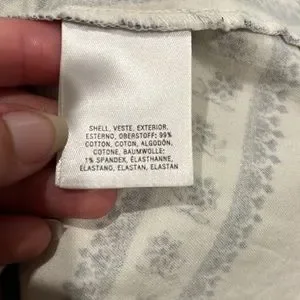 SHELL, VESTE, EXTERIOR,
ESTERNO, OBERSTOFF: 99%
COTTON, COTON, ALGODÓN,
COTONE, BAUMWOLLE;
1% SPANDEX, ÉLASTHANNE,
ELASTANO, ELASTAN, ELASTAN